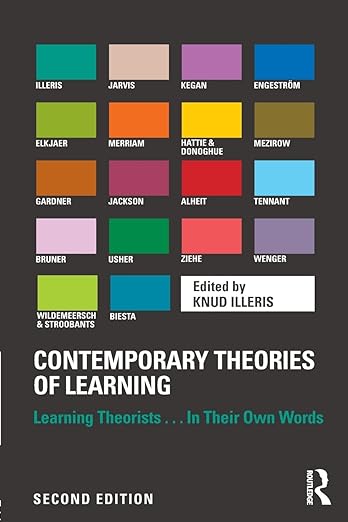 ILLERIS
JARVIS
KEGAN
ENGESTRÖM
ELKJAER
MERRIAM
HATTIE &
DONOGHUE
MEZIROW
GARDNER
JACKSON
ALHEIT
TENNANT
BRUNER
USHER
ZIEHE
WENGER
WILDEMEERSCH
& STROOBANTS
BIESTA
Edited by
KNUD ILLERIS
CONTEMPORARY THEORIES
OF LEARNING
Learning Theorists . . . In Their Own Words
SECOND EDITION
ROUTLEDGE